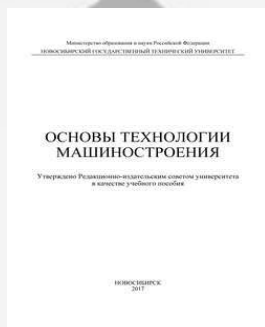 Министерство образования и науки Российской Федерации
НОВОСИБИРСКИЙ ГОСУДАРСТВЕННЫЙ ТЕХНИЧЕСКИЙ УНИВЕРСИТЕТ
ОСНОВЫ ТЕХНОЛОГИИ
МАШИНОСТРОЕНИЯ
Утверждено Редакционно-издательским советом университета
в качестве учебного пособия
НОВОСИБИРСК
2017